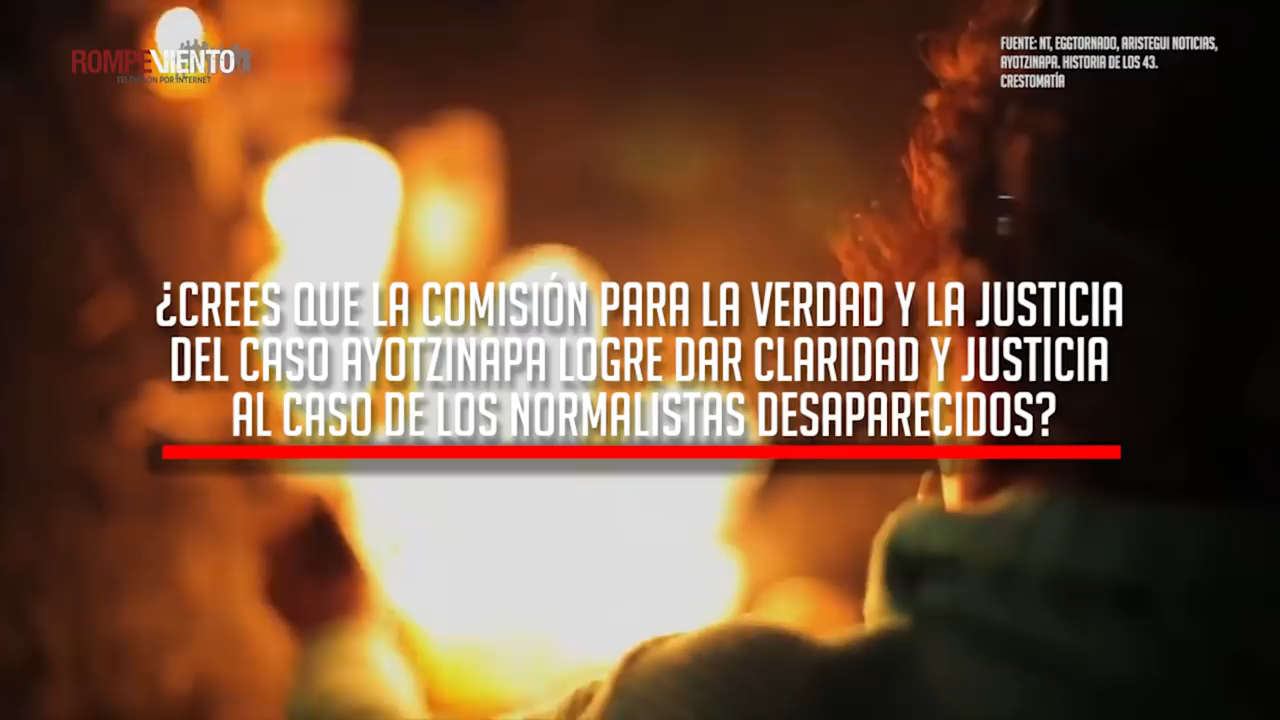 ROMPEVIENTO
TELEVISIÓN POR INTERNET
FUENTE: NT, EGGTORNADO, ARISTEGUI NOTICIAS,
AYOTZINAPA. HISTORIA DE LOS 43.
CRESTOMATÍA
¿CREES QUE LA COMISIÓN PARA LA VERDAD Y LA JUSTICIA
DEL CASO AYOTZINAPA LOGRE DAR CLARIDAD Y JUSTICIA
AL CASO DE LOS NORMALISTAS DESAPARECIDOS?